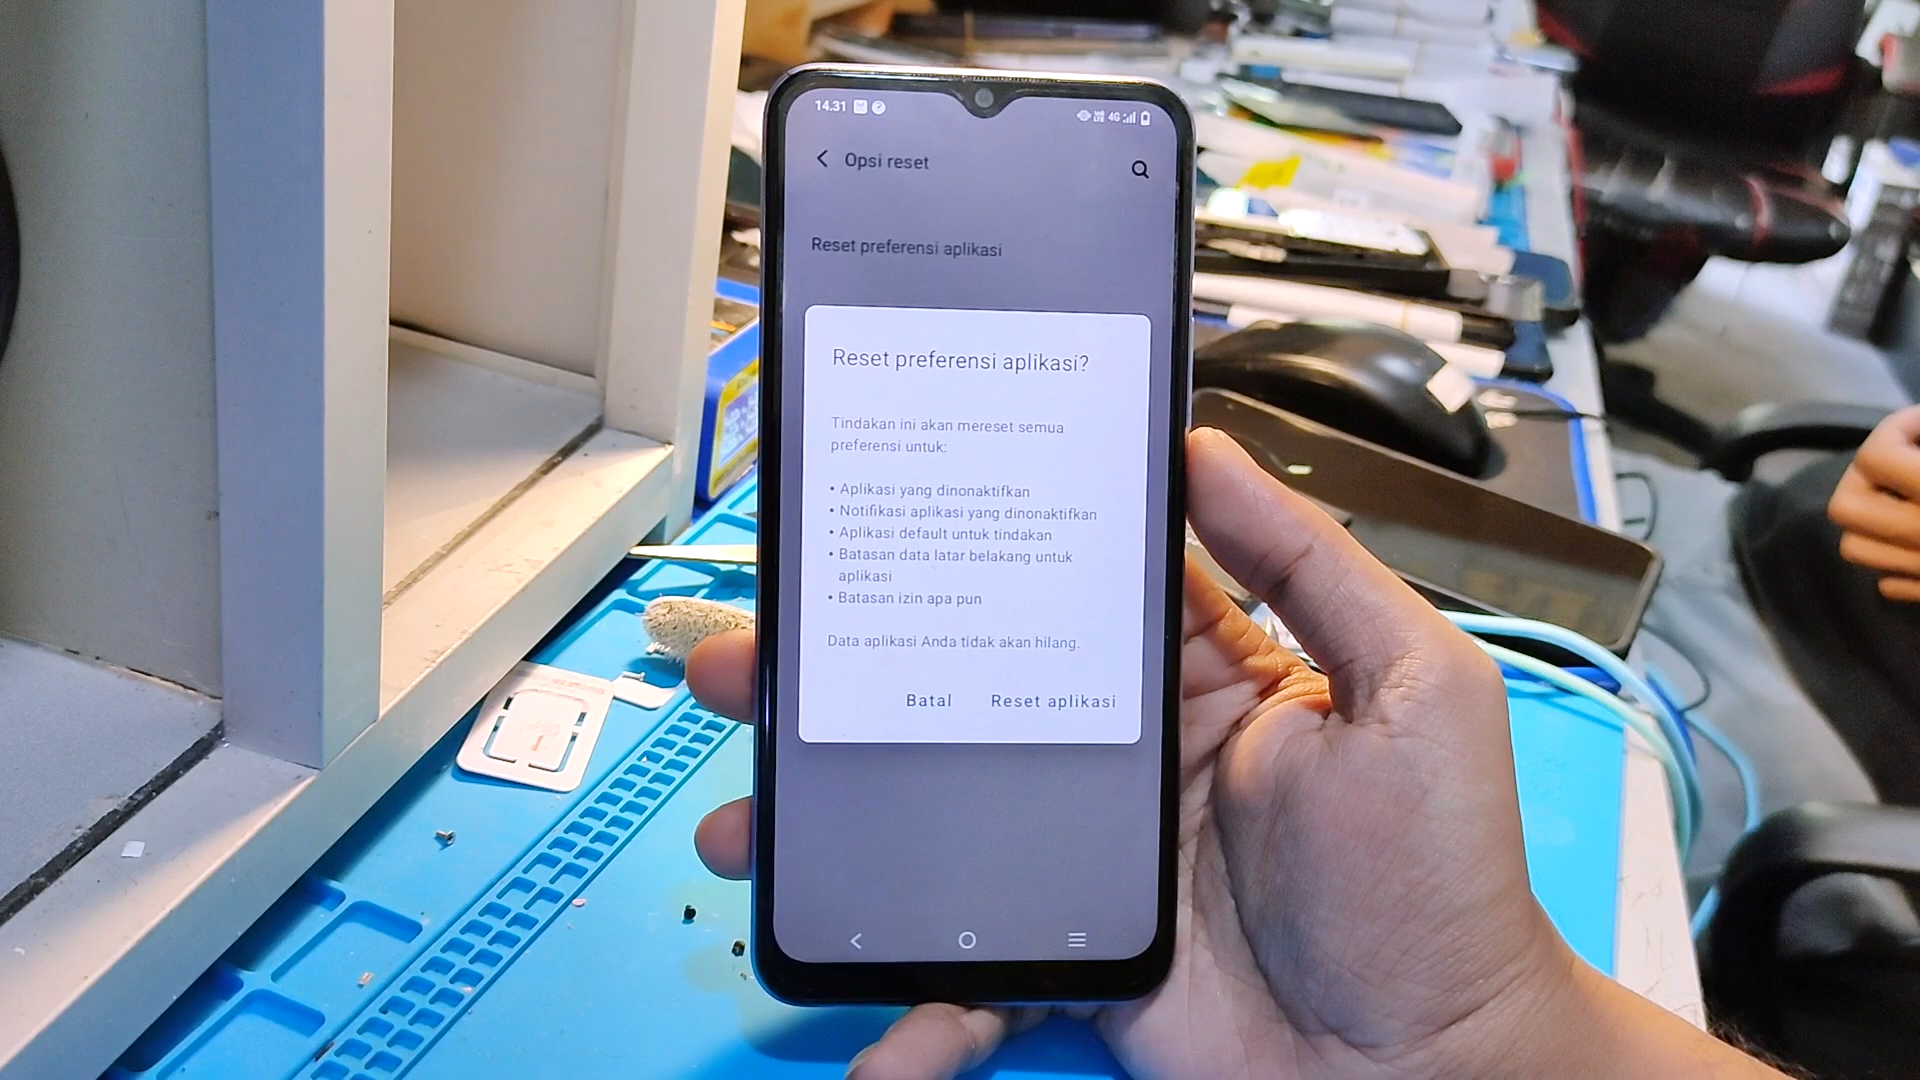 14.31
4G
Opsi reset
Reset preferensi aplikasi
Reset preferensi aplikasi?
Tindakan ini akan mereset semua
preferensi untuk:
• Aplikasi yang dinonaktifkan
• Notifikasi aplikasi yang dinonaktifkan
• Aplikasi default untuk tindakan
• Batasan data latar belakang untuk
aplikasi
• Batasan izin apa pun
Data aplikasi Anda tidak akan hilang.
Batal Reset aplikasi